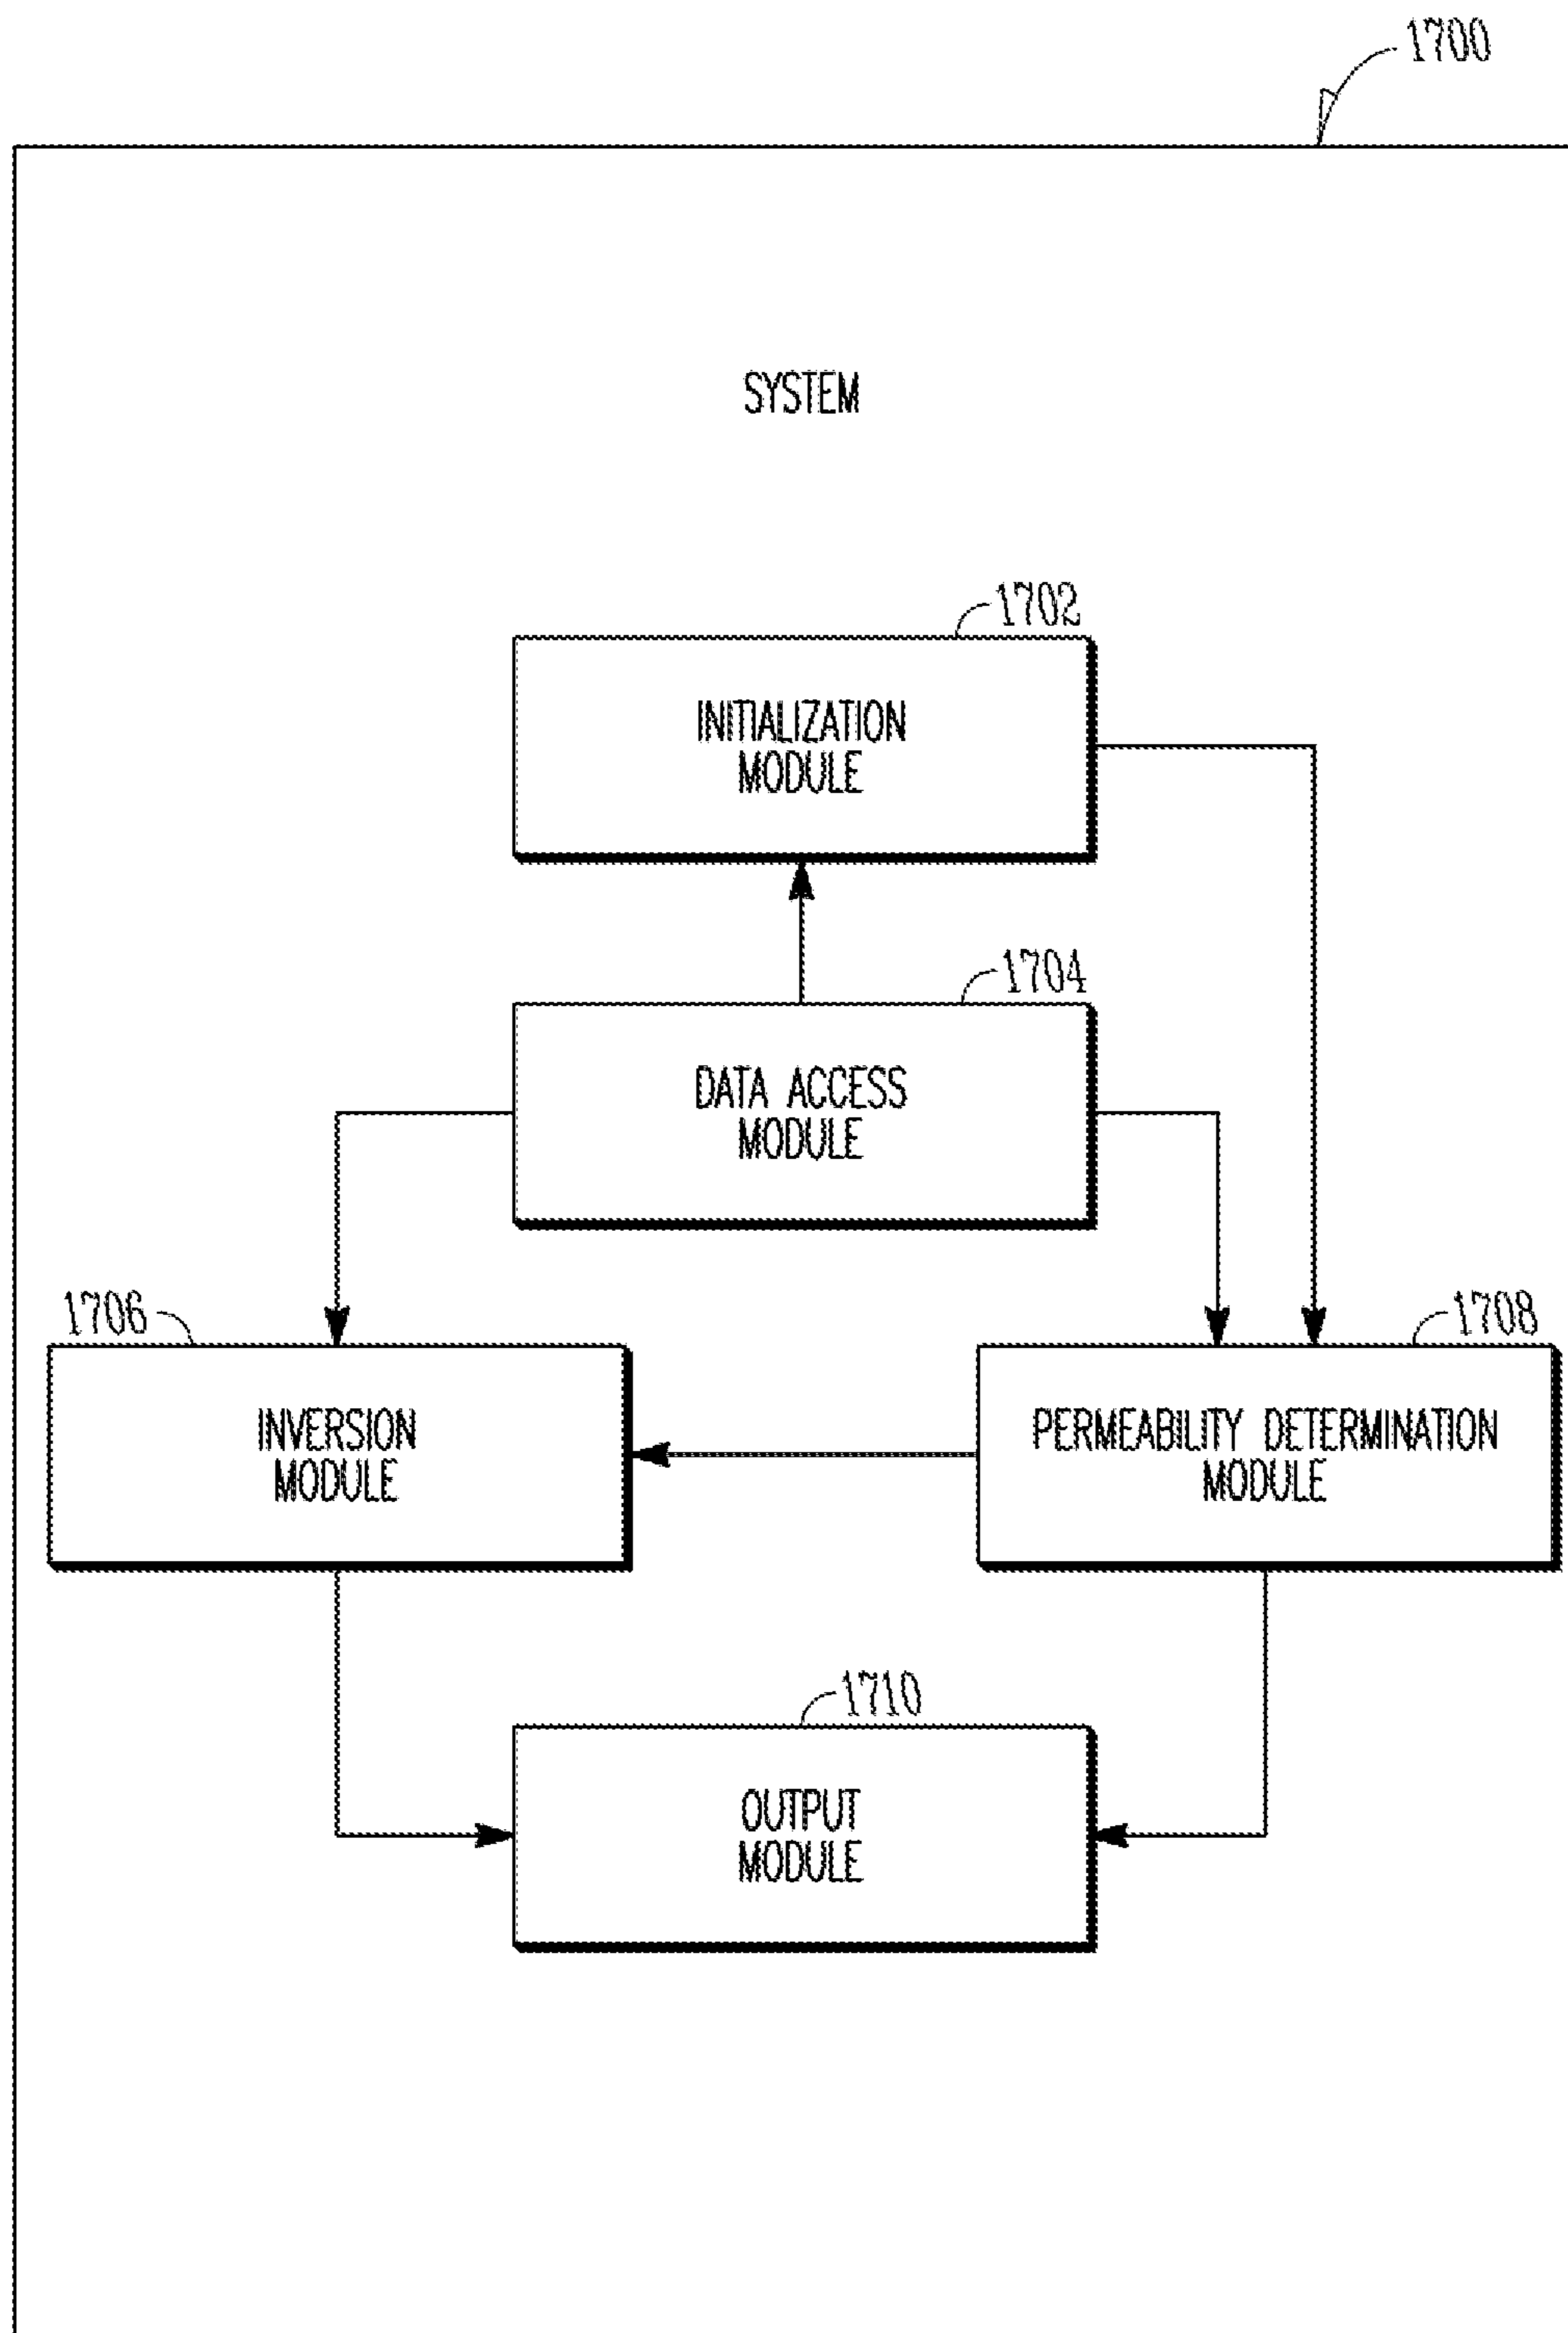 1700
SYSTEM
1702
INITIALIZATION
MODULE
1704
DATA ACCESS
MODULE
1706
INVERSION
MODULE
1708
PERMEABILITY DETERMINATION
MODULE
1710
OUTPUT
MODULE